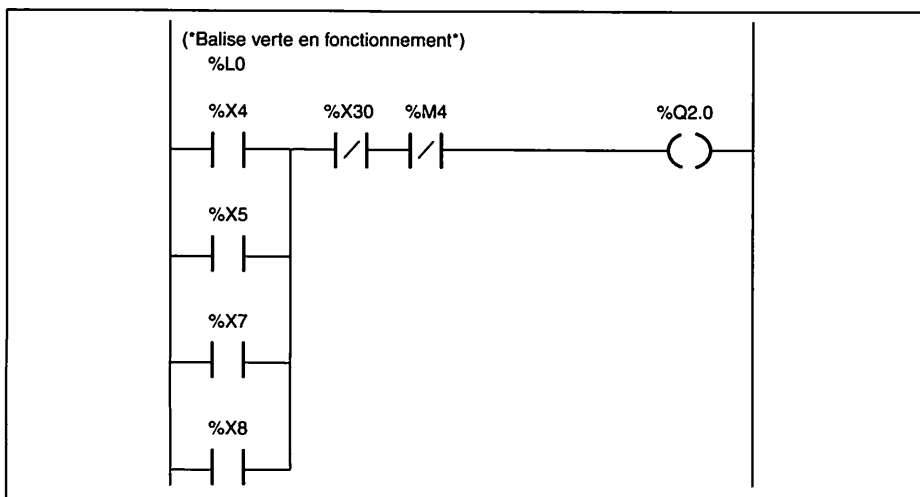 (*Balise verte en fonctionnement*)
%L0
%X4 %X30 %M4 %Q2.0
%X5
%X7
%X8